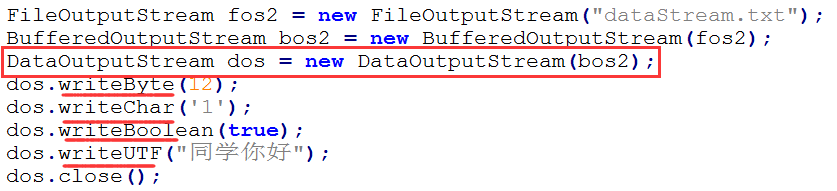 FileOutputStream fos2 = new FileOutputStream("dataStream.txt");
BufferedOutputStream bos2 = new BufferedOutputStream(fos2);
DataOutputStream dos = new DataOutputStream(bos2);
dos.writeByte(12);
dos.writeChar('1');
dos.writeBoolean(true);
dos.writeUTF("同学你好");
dos.close();